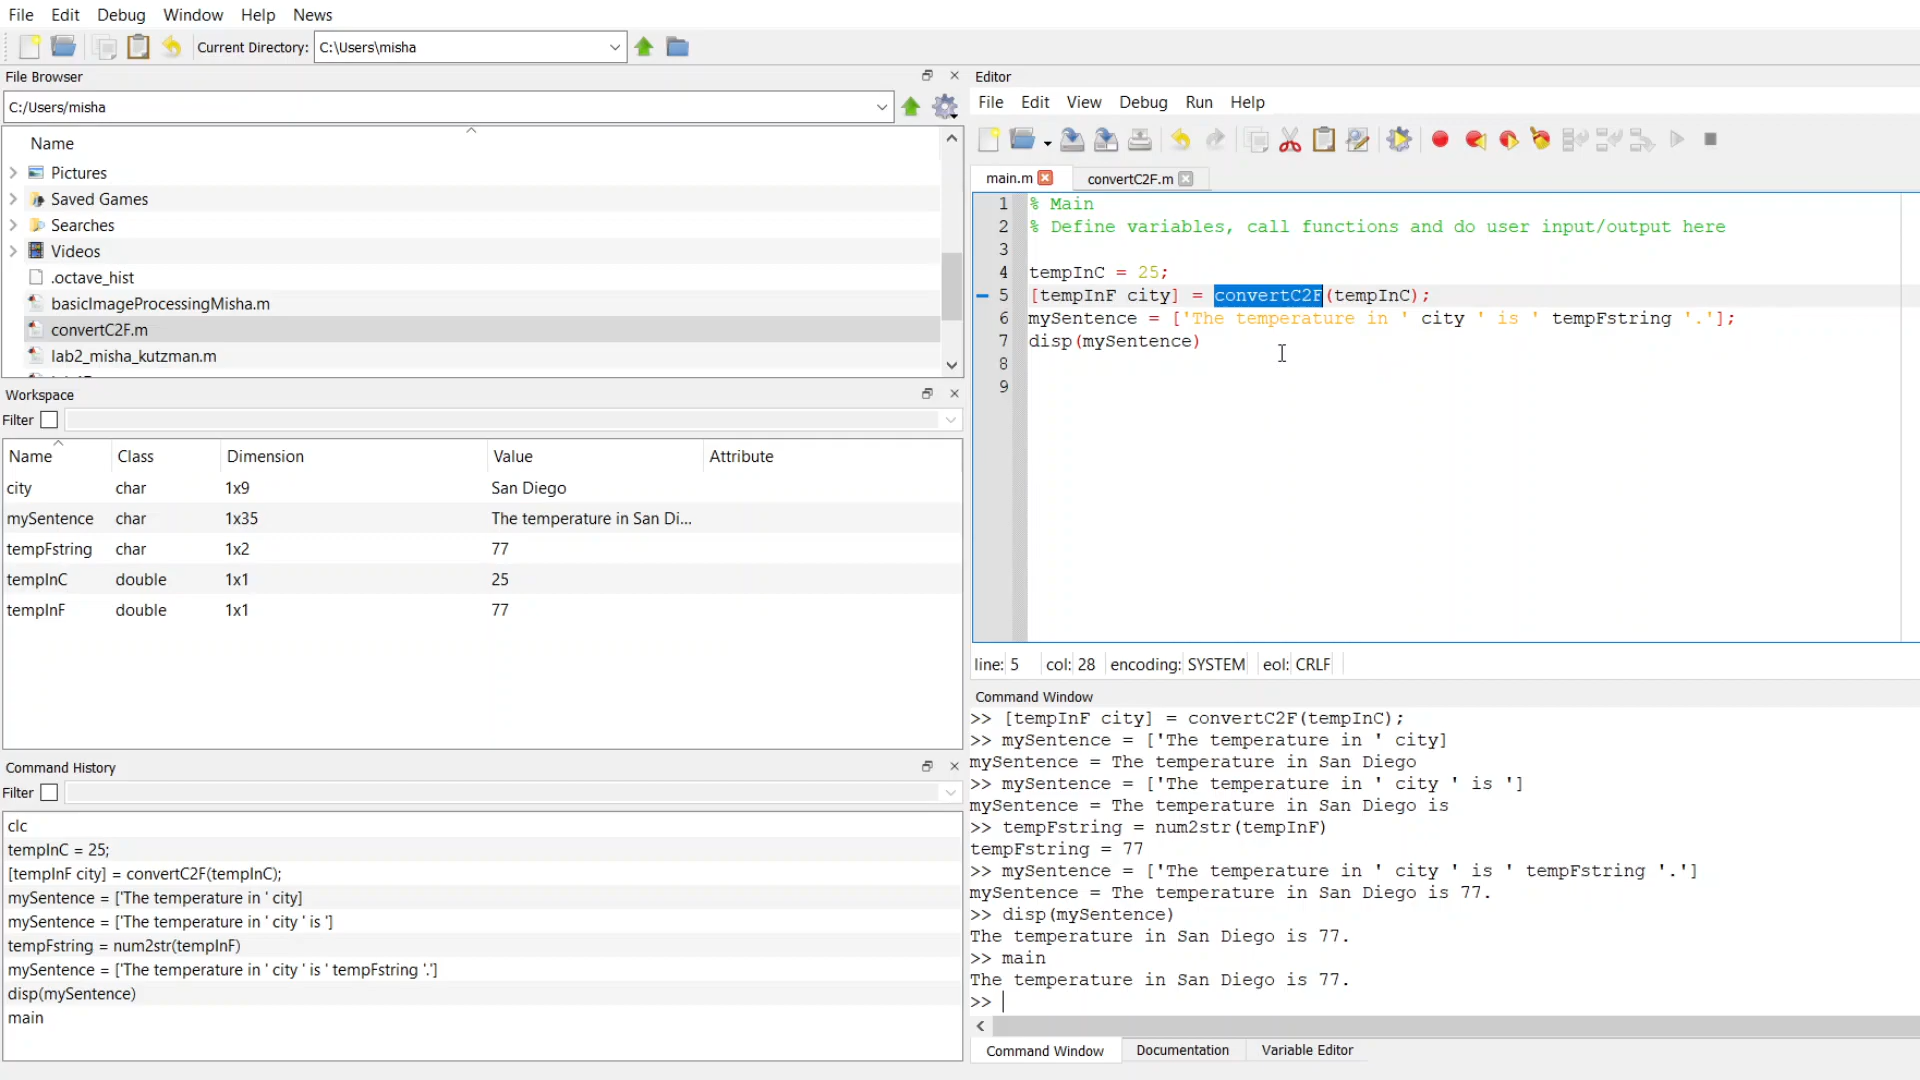 File Edit Debug Window Help News
Current Directory: C:\Users\misha
File Browser
C:/Users/misha
Name
Pictures
Saved Games
Searches
Videos
.octave_hist
basicImageProcessingMisha.m
convertC2F.m
lab2_misha_kutzman.m
Workspace
Filter
Name Class Dimension Value Attribute
city char 1x9 San Diego
mySentence char 1x35 The temperature in San Di...
tempFstring char 1x2 77
tempInC double 1x1 25
tempInF double 1x1 77
Command History
Filter
clc
tempInC = 25;
[tempInF city] = convertC2F(tempInC);
mySentence = ['The temperature in ' city]
mySentence = ['The temperature in ' city ' is ']
tempFstring = num2str(tempInF)
mySentence = ['The temperature in ' city ' is ' tempFstring '.']
disp(mySentence)
main
Editor
File Edit View Debug Run Help
main.m convertC2F.m
1 % Main
2 % Define variables, call functions and do user input/output here
3
4 tempInC = 25;
5 [tempInF city] = convertC2F(tempInC);
6 mySentence = ['The temperature in ' city ' is ' tempFstring '.'];
7 disp(mySentence)
8
9
line: 5 col: 28 encoding: SYSTEM eol: CRLF
Command Window
>> [tempInF city] = convertC2F(tempInC);
>> mySentence = ['The temperature in ' city]
mySentence = The temperature in San Diego
>> mySentence = ['The temperature in ' city ' is ']
mySentence = The temperature in San Diego is
>> tempFstring = num2str(tempInF)
tempFstring = 77
>> mySentence = ['The temperature in ' city ' is ' tempFstring '.']
mySentence = The temperature in San Diego is 77.
>> disp(mySentence)
The temperature in San Diego is 77.
>> main
The temperature in San Diego is 77.
>>
Command Window Documentation Variable Editor